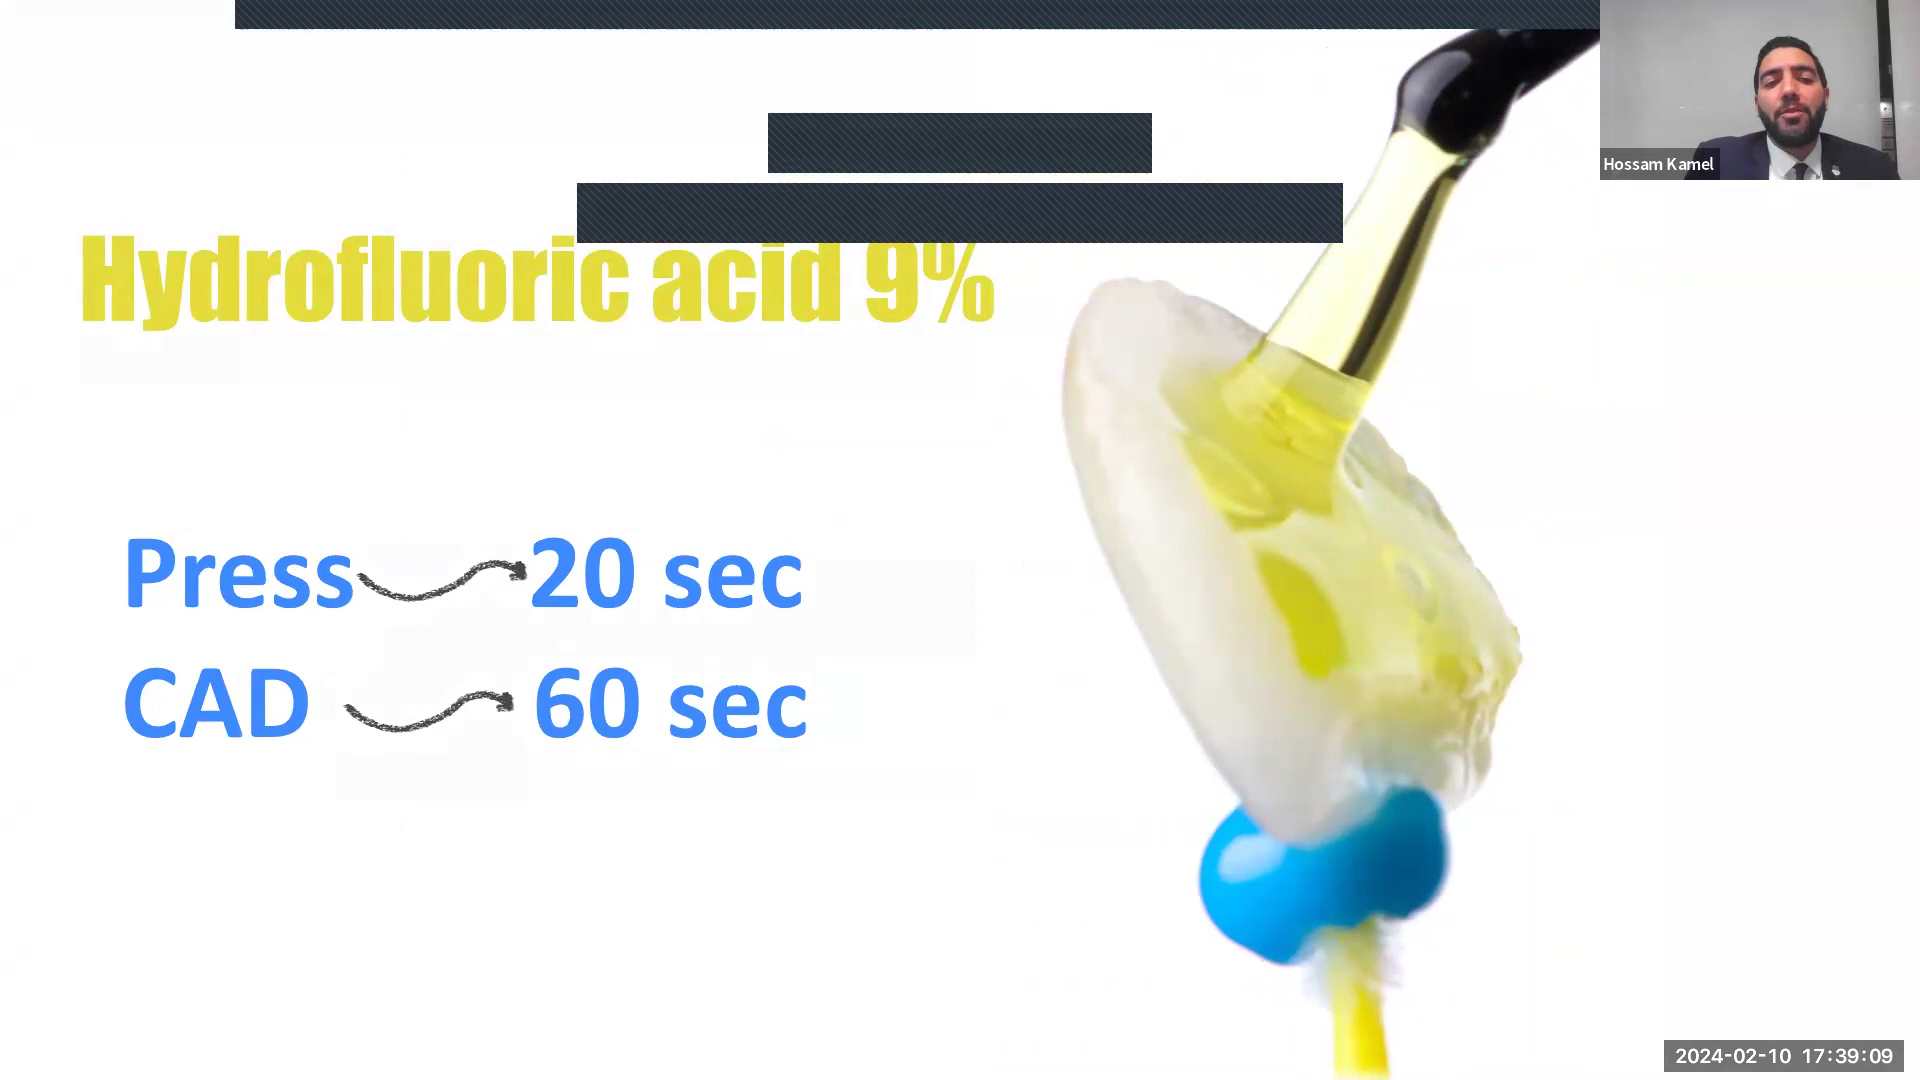 Hossam Kamel
Hydrofluoric acid 9%
Press 20 sec
CAD 60 sec
2024-02-10 17:39:09